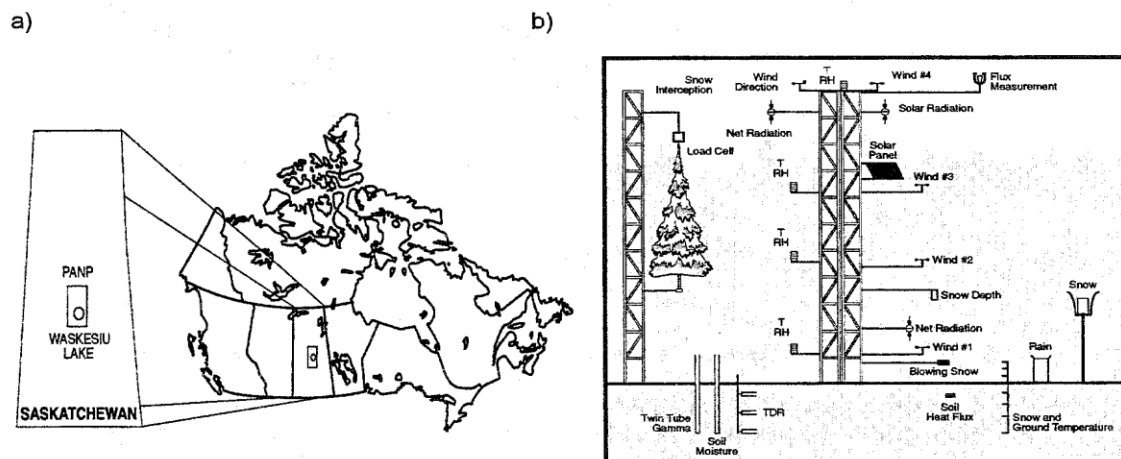 a)
b)
PANP
WASKESIU
LAKE
SASKATCHEWAN
Snow
Interception
Load Cell
Wind
Direction
T
RH
Wind #4
Flux
Measurement
Net Radiation
Solar Radiation
Solar
Panel
T
RH
Wind #3
T
RH
Wind #2
Snow Depth
Snow
Net Radiation
T
RH
Wind #1
Rain
Blowing Snow
Twin Tube
Gamma
Soil
Moisture
TDR
Soil
Heat Flux
Snow and
Ground Temperature